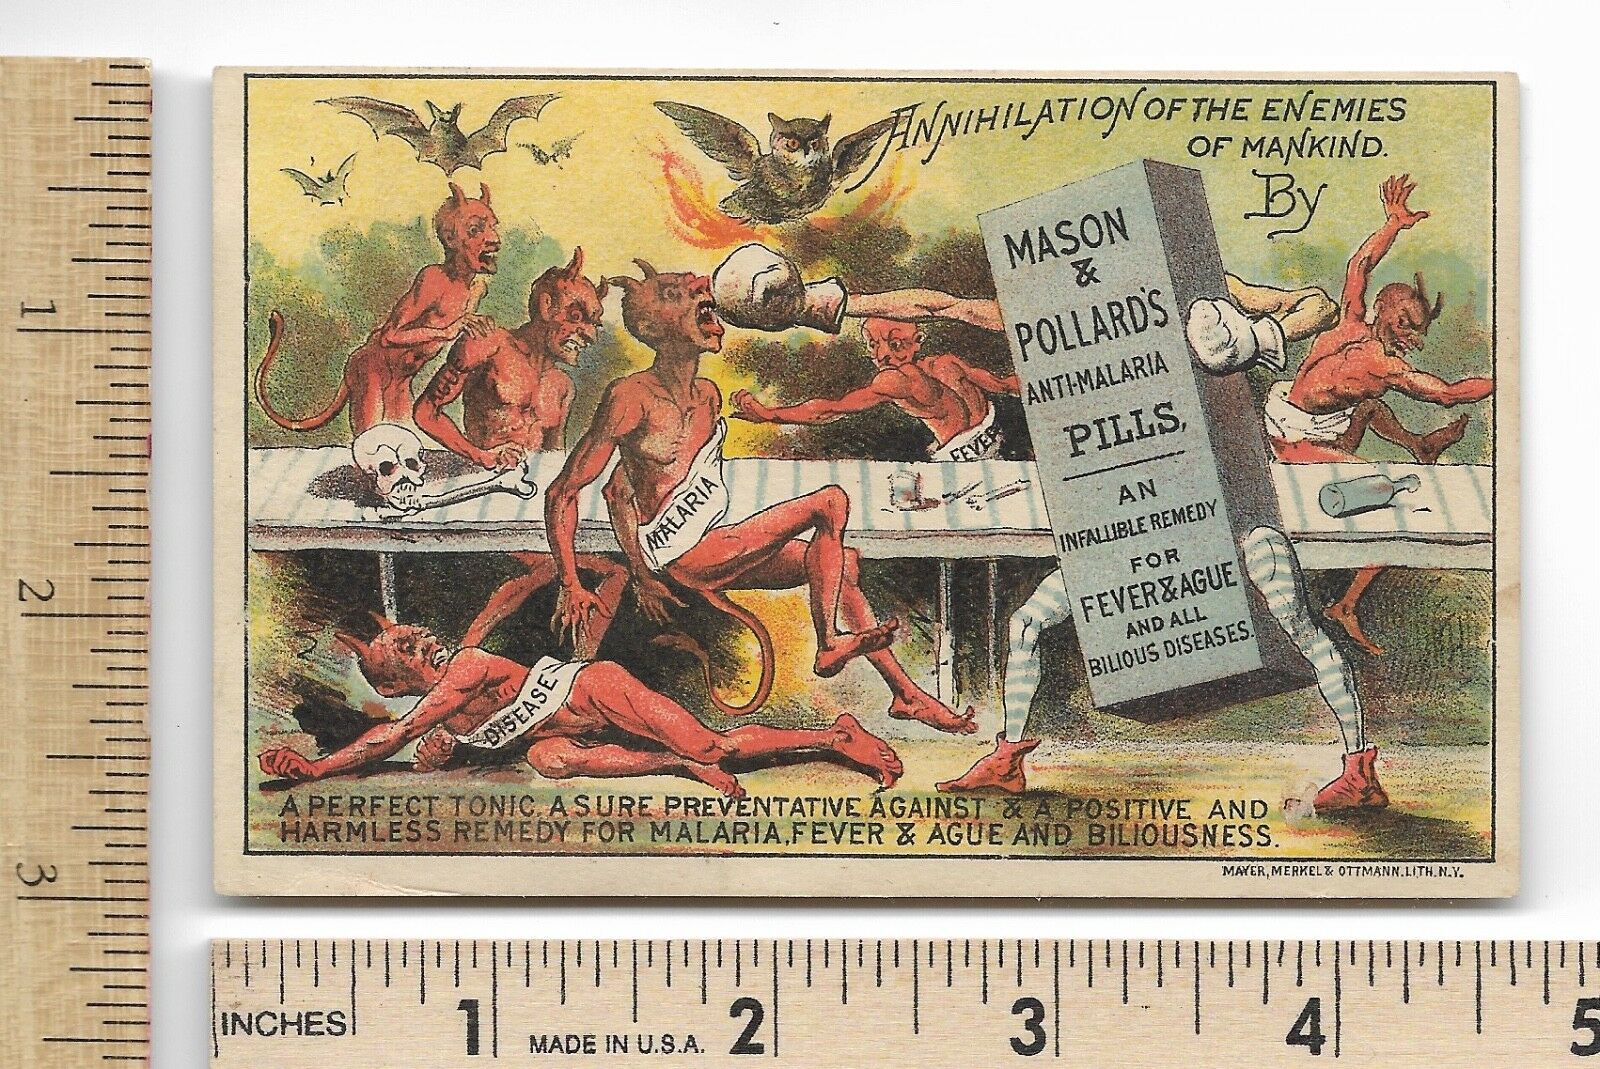 ANNIHILATION OF THE ENEMIES
OF MANKIND.
By
MASON
&
POLLARD'S
ANTI-MALARIA
PILLS,
AN
INFALLIBLE REMEDY
FOR
FEVER & AGUE
AND ALL
BILIOUS DISEASES.
AGUE
FEVER
MALARIA
DISEASE
A PERFECT TONIC, A SURE PREVENTATIVE AGAINST & A POSITIVE AND
HARMLESS REMEDY FOR MALARIA, FEVER & AGUE AND BILIOUSNESS.
MAYER, MERKEL & OTTMANN. LITH. N.Y.
1
2
3
INCHES 1 MADE IN U.S.A. 2 3 4 5